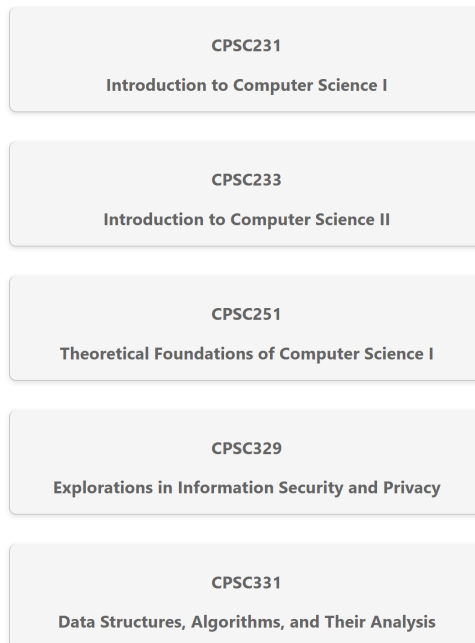 CPSC231
Introduction to Computer Science I
CPSC233
Introduction to Computer Science II
CPSC251
Theoretical Foundations of Computer Science I
CPSC329
Explorations in Information Security and Privacy
CPSC331
Data Structures, Algorithms, and Their Analysis